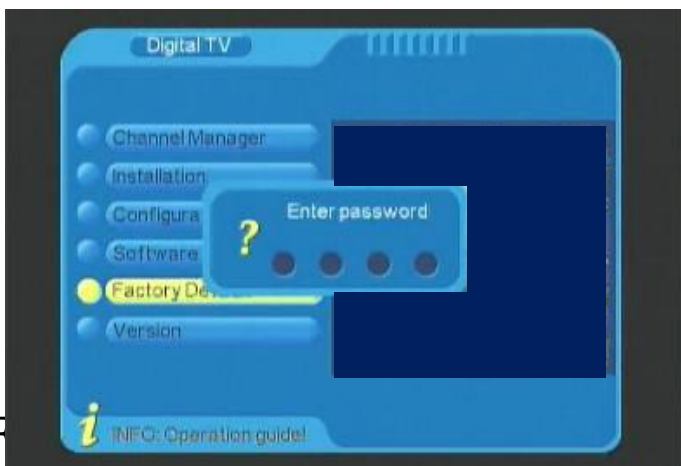 Digital TV
Channel Manager
Installation
Configura
Enter password
?
Software
Factory De
Version
i INFO: Operation guide!